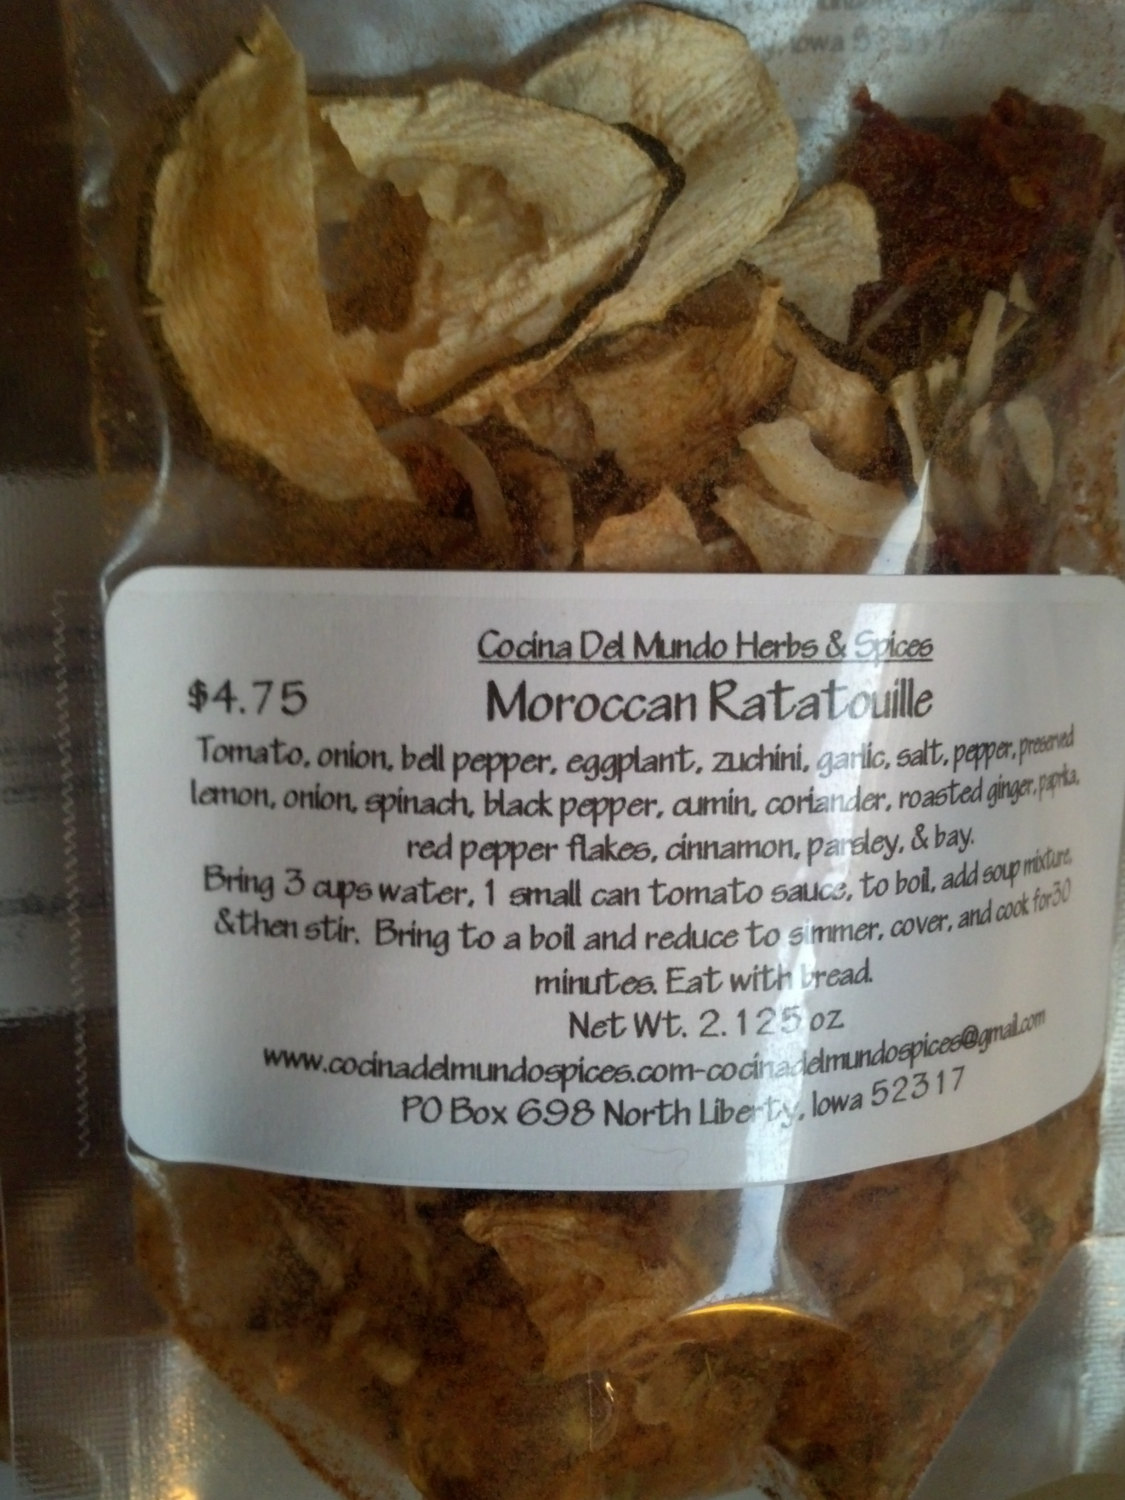 Iowa 52317
Cocina Del Mundo Herbs & Spices
$4.75 Moroccan Ratatouille
Tomato, onion, bell pepper, eggplant, zuchini, garlic, salt, pepper, preserved
lemon, onion, spinach, black pepper, cumin, coriander, roasted ginger, paprika,
red pepper flakes, cinnamon, parsley, & bay.
Bring 3 cups water, 1 small can tomato sauce, to boil, add soup mixture,
&then stir. Bring to a boil and reduce to simmer, cover, and cook for30
minutes. Eat with bread.
Net Wt. 2.125 oz
www.cocinadelmundospices.com-cocinadelmundospices@gmail.com
PO Box 698 North Liberty, Iowa 52317